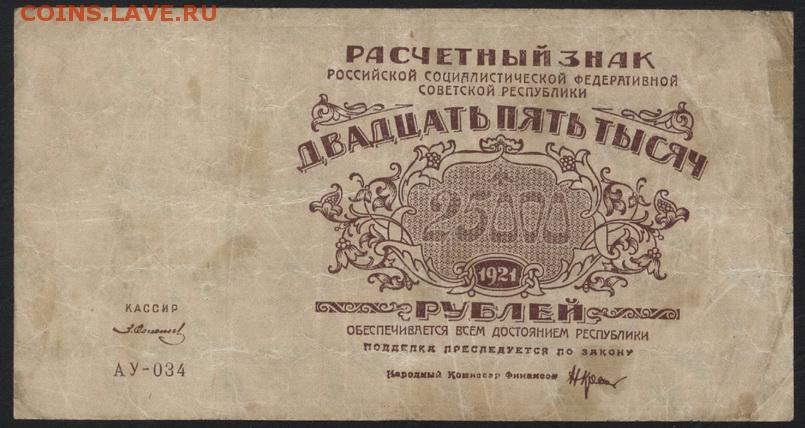 COINS.LAVE.RU
РАСЧЕТНЫЙ ЗНАК
РОССИЙСКОЙ СОЦИАЛИСТИЧЕСКОЙ ФЕДЕРАТИВНОЙ
СОВЕТСКОЙ РЕСПУБЛИКИ
ДВАДЦАТЬ ПЯТЬ ТЫСЯЧ
25000
1921
РУБЛЕЙ
ОБЕСПЕЧИВАЕТСЯ ВСЕМ ДОСТОЯНИЕМ РЕСПУБЛИКИ
ПОДДЕЛКА ПРЕСЛЕДУЕТСЯ ПО ЗАКОНУ
Народный Комиссар Финансов
КАССИР
АУ-034